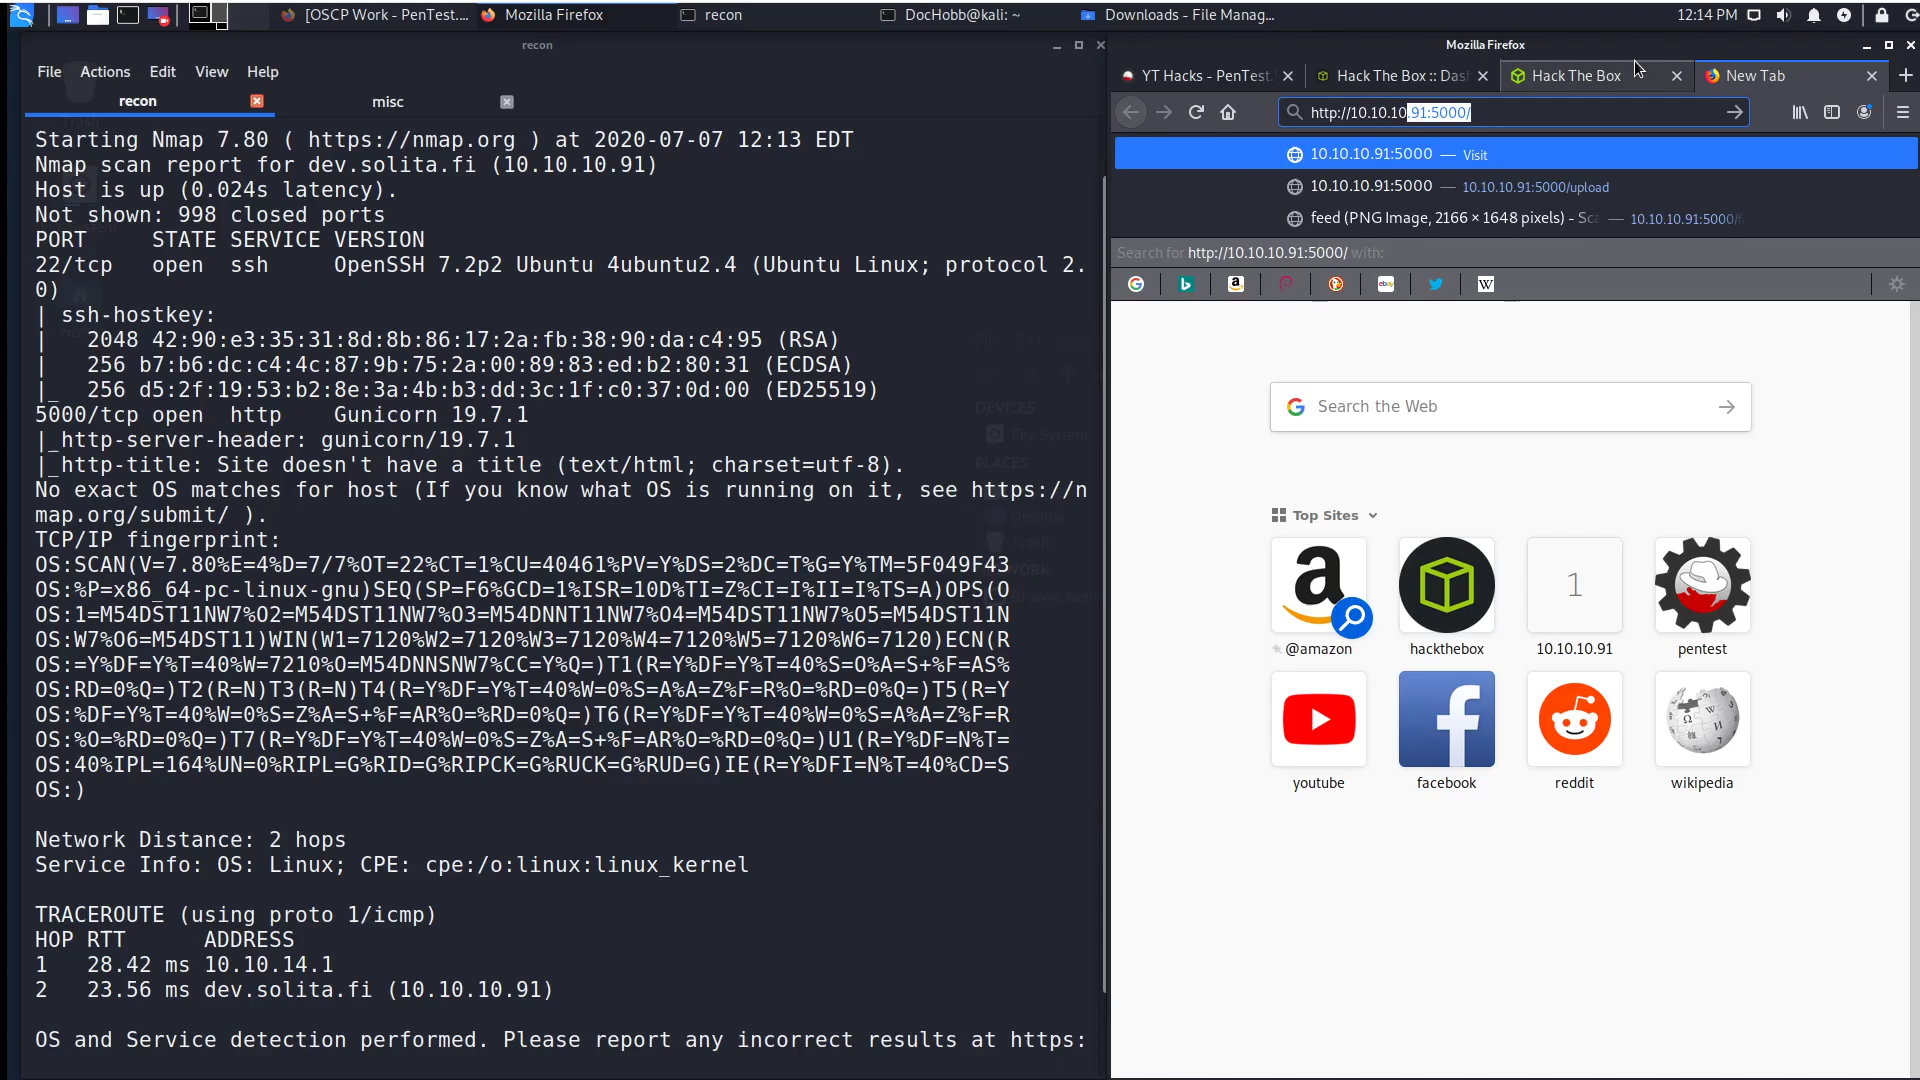 [OSCP Work - PenTest....
Mozilla Firefox
recon
DocHobb@kali: ~
Downloads - File Manag...
12:14 PM
recon
File Actions Edit View Help
recon
misc
Starting Nmap 7.80 ( https://nmap.org ) at 2020-07-07 12:13 EDT
Nmap scan report for dev.solita.fi (10.10.10.91)
Host is up (0.024s latency).
Not shown: 998 closed ports
PORT     STATE SERVICE VERSION
22/tcp   open  ssh     OpenSSH 7.2p2 Ubuntu 4ubuntu2.4 (Ubuntu Linux; protocol 2.
0)
| ssh-hostkey:
|   2048 42:90:e3:35:31:8d:8b:86:17:2a:fb:38:90:da:c4:95 (RSA)
|   256 b7:b6:dc:c4:4c:87:9b:75:2a:00:89:83:ed:b2:80:31 (ECDSA)
|_  256 d5:2f:19:53:b2:8e:3a:4b:b3:dd:3c:1f:c0:37:0d:00 (ED25519)
5000/tcp open  http    Gunicorn 19.7.1
|_http-server-header: gunicorn/19.7.1
|_http-title: Site doesn't have a title (text/html; charset=utf-8).
No exact OS matches for host (If you know what OS is running on it, see https://n
map.org/submit/ ).
TCP/IP fingerprint:
OS:SCAN(V=7.80%E=4%D=7/7%OT=22%CT=1%CU=40461%PV=Y%DS=2%DC=T%G=Y%TM=5F049F43
OS:%P=x86_64-pc-linux-gnu)SEQ(SP=F6%GCD=1%ISR=10D%TI=Z%CI=I%II=I%TS=A)OPS(O
OS:1=M54DST11NW7%O2=M54DST11NW7%O3=M54DNNT11NW7%O4=M54DST11NW7%O5=M54DST11N
OS:W7%O6=M54DST11)WIN(W1=7120%W2=7120%W3=7120%W4=7120%W5=7120%W6=7120)ECN(R
OS:=Y%DF=Y%T=40%W=7210%O=M54DNNSNW7%CC=Y%Q=)T1(R=Y%DF=Y%T=40%S=O%A=S+%F=AS%
OS:RD=0%Q=)T2(R=N)T3(R=N)T4(R=Y%DF=Y%T=40%W=0%S=A%A=Z%F=R%O=%RD=0%Q=)T5(R=Y
OS:%DF=Y%T=40%W=0%S=Z%A=S+%F=AR%O=%RD=0%Q=)T6(R=Y%DF=Y%T=40%W=0%S=A%A=Z%F=R
OS:%O=%RD=0%Q=)T7(R=Y%DF=Y%T=40%W=0%S=Z%A=S+%F=AR%O=%RD=0%Q=)U1(R=Y%DF=N%T=
OS:40%IPL=164%UN=0%RIPL=G%RID=G%RIPCK=G%RUCK=G%RUD=G)IE(R=Y%DFI=N%T=40%CD=S
OS:)
Network Distance: 2 hops
Service Info: OS: Linux; CPE: cpe:/o:linux:linux_kernel
TRACEROUTE (using proto 1/icmp)
HOP RTT      ADDRESS
1   28.42 ms 10.10.14.1
2   23.56 ms dev.solita.fi (10.10.10.91)
OS and Service detection performed. Please report any incorrect results at https:
DEVICES
File System
PLACES
Desktop
Trash
Mozilla Firefox
YT Hacks - PenTest.
Hack The Box :: Dash
Hack The Box
New Tab
http://10.10.10.91:5000/
10.10.10.91:5000 — Visit
10.10.10.91:5000 — 10.10.10.91:5000/upload
feed (PNG Image, 2166 × 1648 pixels) - Sca — 10.10.10.91:5000/f
Search for http://10.10.10.91:5000/ with:
ebay
W
Search the Web
Top Sites
@amazon
hackthebox
1
10.10.10.91
pentest
youtube
facebook
reddit
wikipedia